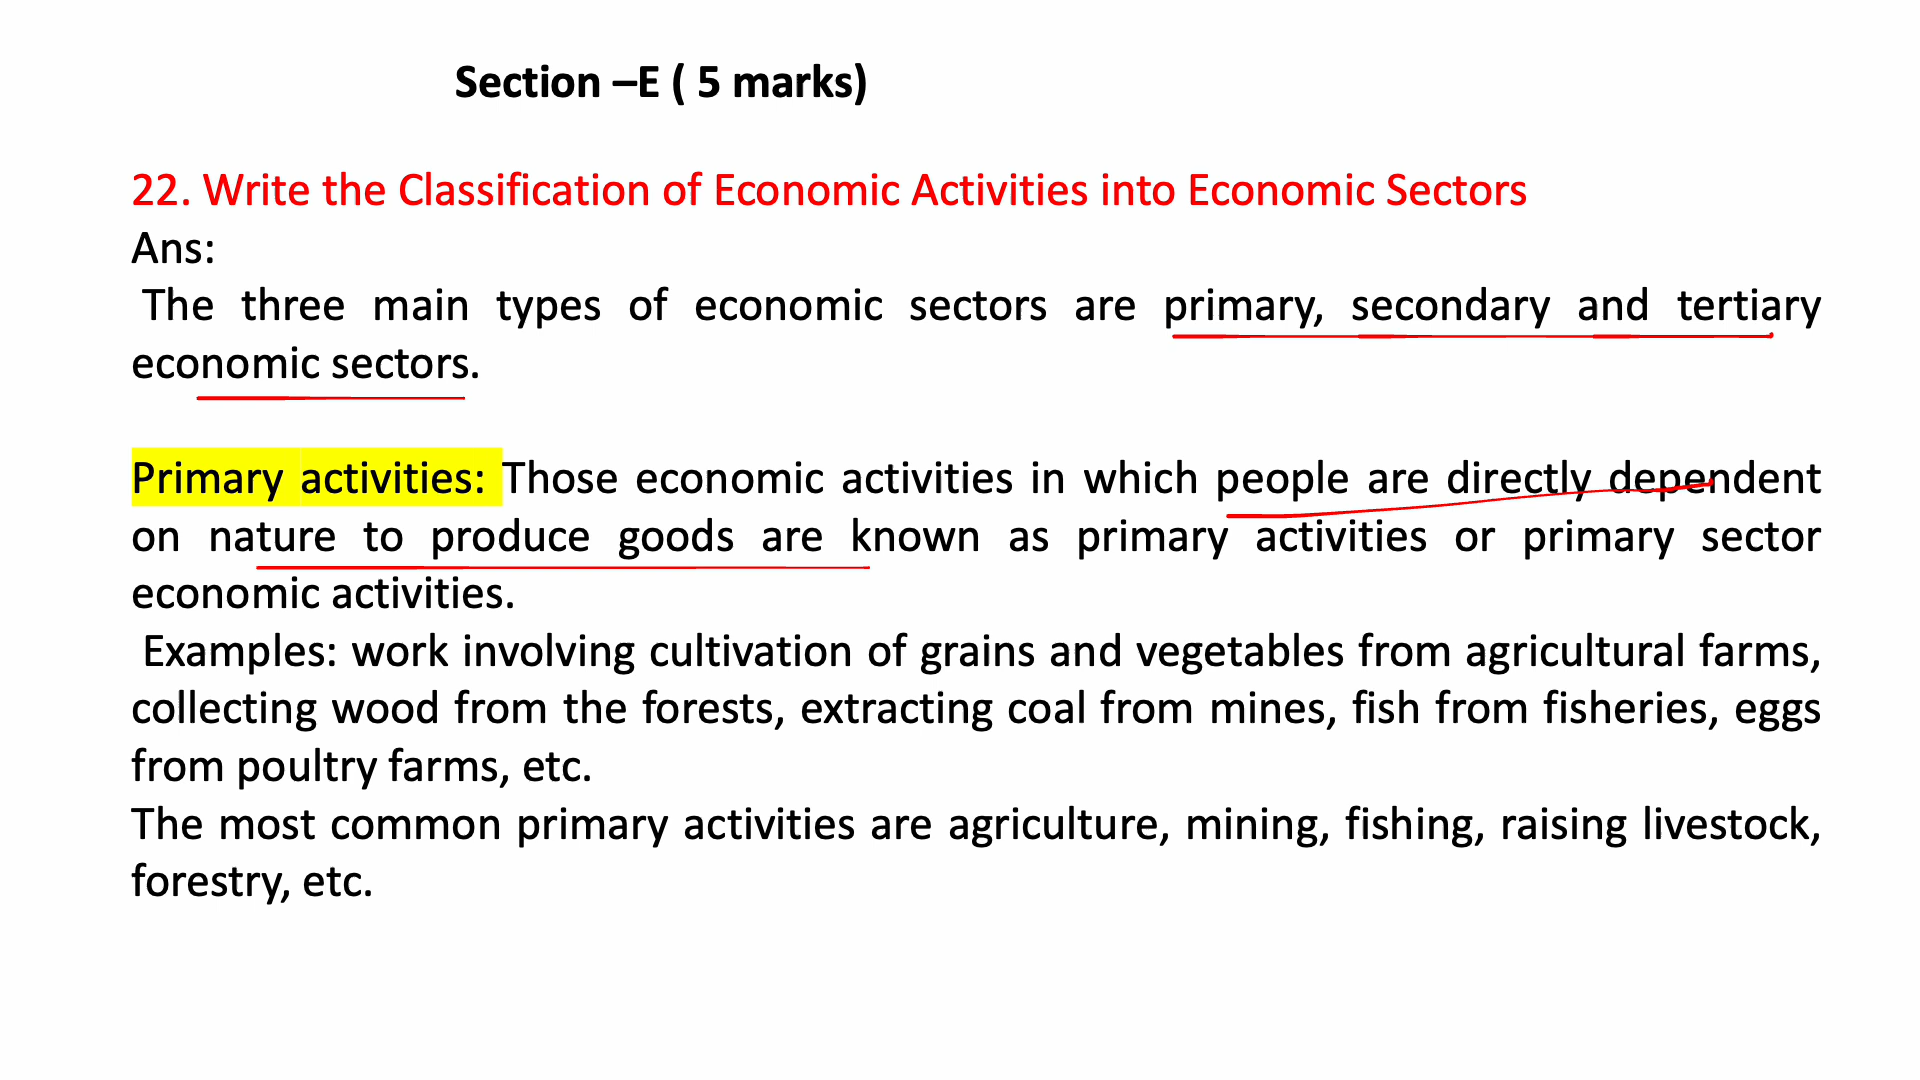 Section –E ( 5 marks)
22. Write the Classification of Economic Activities into Economic Sectors
Ans:
The three main types of economic sectors are primary, secondary and tertiary
economic sectors.
Primary activities: Those economic activities in which people are directly dependent
on nature to produce goods are known as primary activities or primary sector
economic activities.
Examples: work involving cultivation of grains and vegetables from agricultural farms,
collecting wood from the forests, extracting coal from mines, fish from fisheries, eggs
from poultry farms, etc.
The most common primary activities are agriculture, mining, fishing, raising livestock,
forestry, etc.